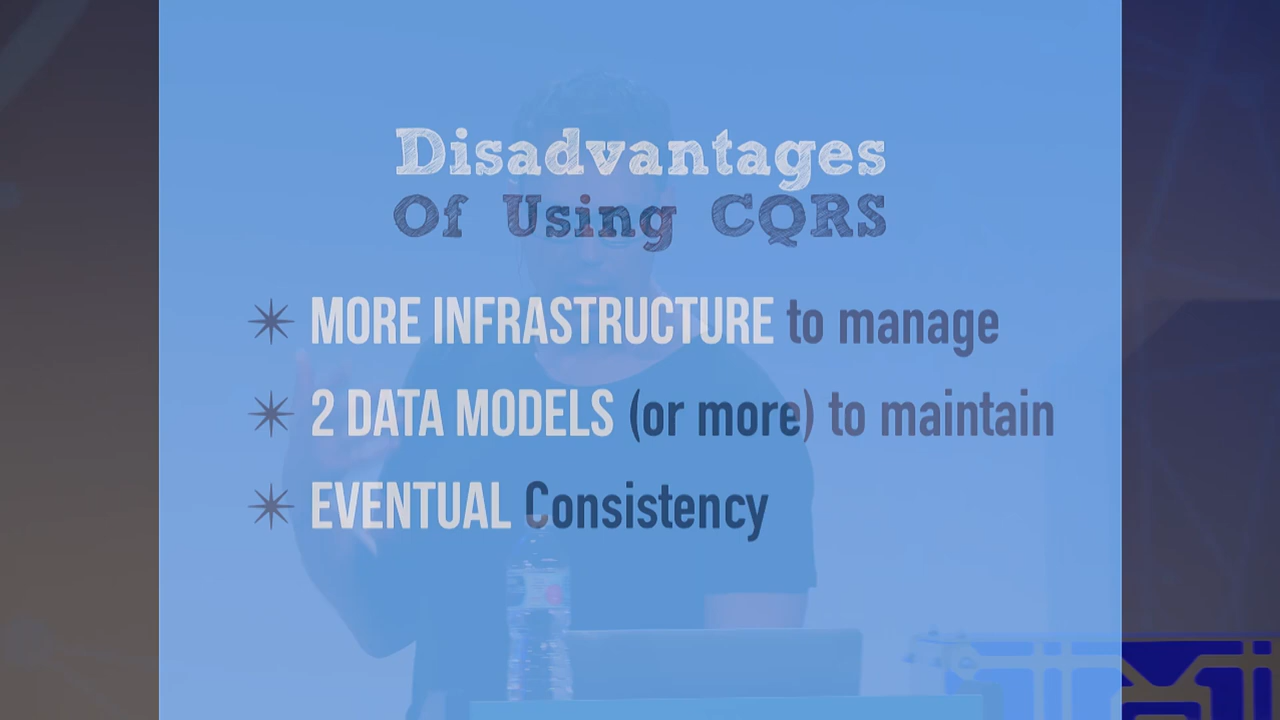 Disadvantages
Of Using CQRS
MORE INFRASTRUCTURE to manage
2 DATA MODELS (or more) to maintain
EVENTUAL Consistency